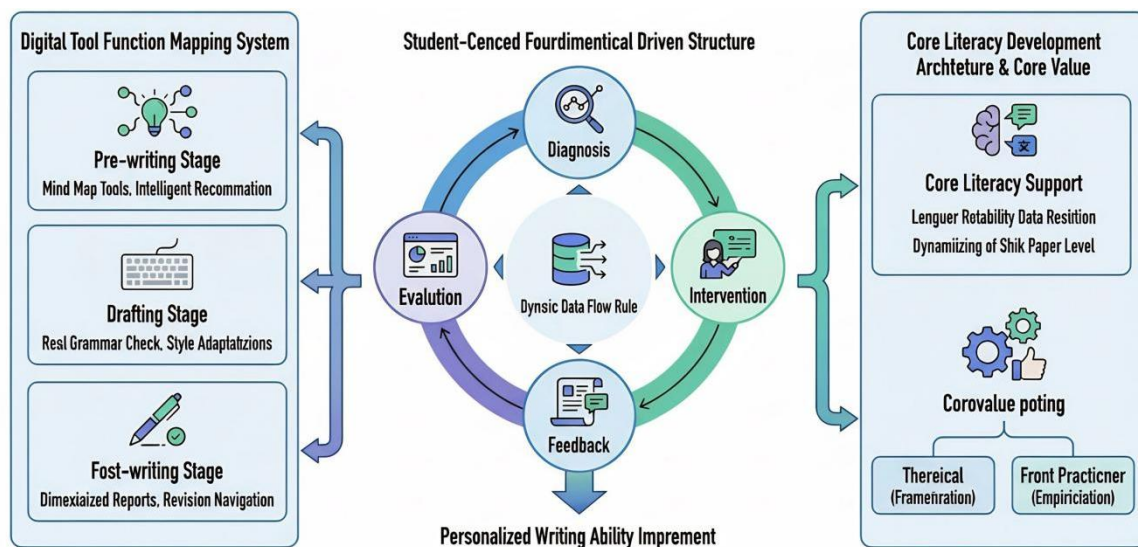 Digital Tool Function Mapping System
Pre-writing Stage
Mind Map Tools, Intelligent Recommation
Drafting Stage
Resl Grammar Check, Style Adaptatzions
Fost-writing Stage
Dimexiaized Reports, Revision Navigation
Student-Cenced Fourdimentical Driven Structure
Diagnosis
Evalution
Dynsic Data Flow Rule
Intervention
Feedback
Personalized Writing Ability Imprement
Core Literacy Development
Archteture & Core Value
Core Literacy Support
Lenguer Rotability Data Resirtion
Dynamiizing of Shik Paper Level
Corovalue poting
Thereical
(Framenration)
Front Practicner
(Empiriciation)